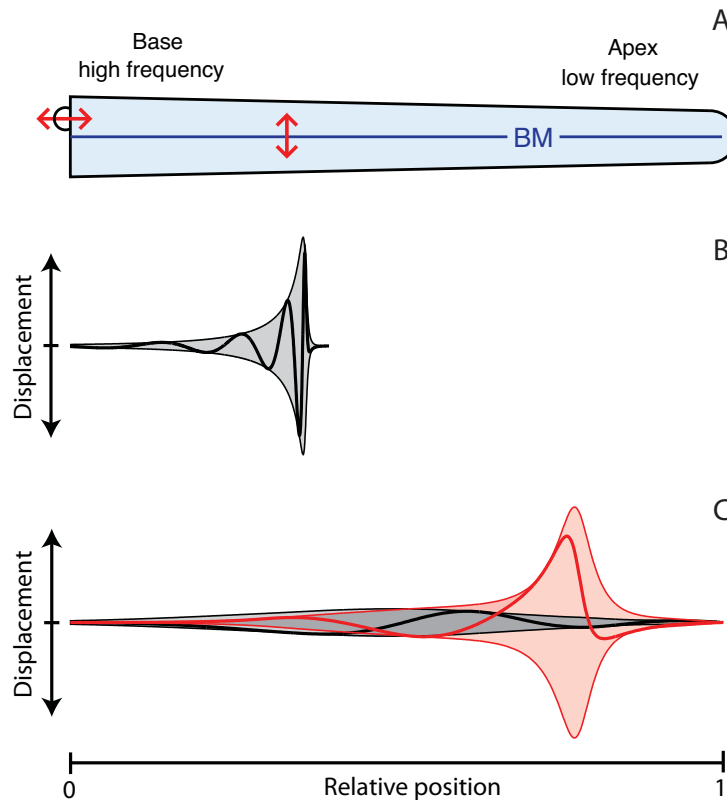 A
Base
high frequency
Apex
low frequency
BM
B
Displacement
C
Displacement
0
Relative position
1